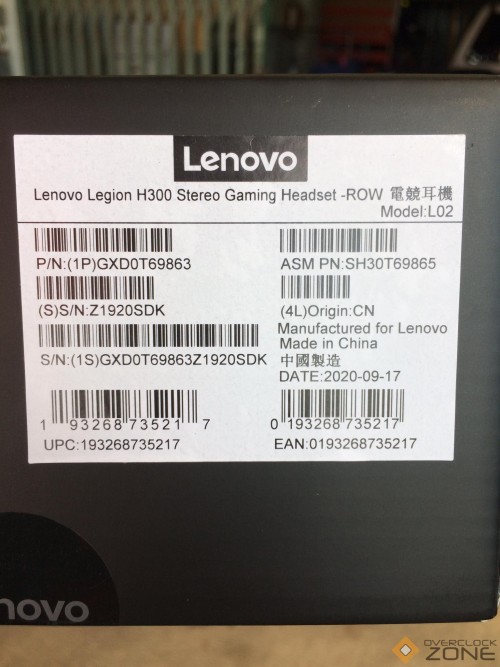 Lenovo
Lenovo Legion H300 Stereo Gaming Headset -ROW 電競耳機
Model:L02
P/N:(1P)GXD0T69863
ASM PN:SH30T69865
(S)S/N:Z1920SDK
(4L)Origin:CN
Manufactured for Lenovo
Made in China
S/N:(1S)GXD0T69863Z1920SDK
中國製造
DATE:2020-09-17
1 93268 73521 7
0 193268 735217
UPC:193268735217
EAN:0193268735217
novo
OVERCLOCK
ZONE